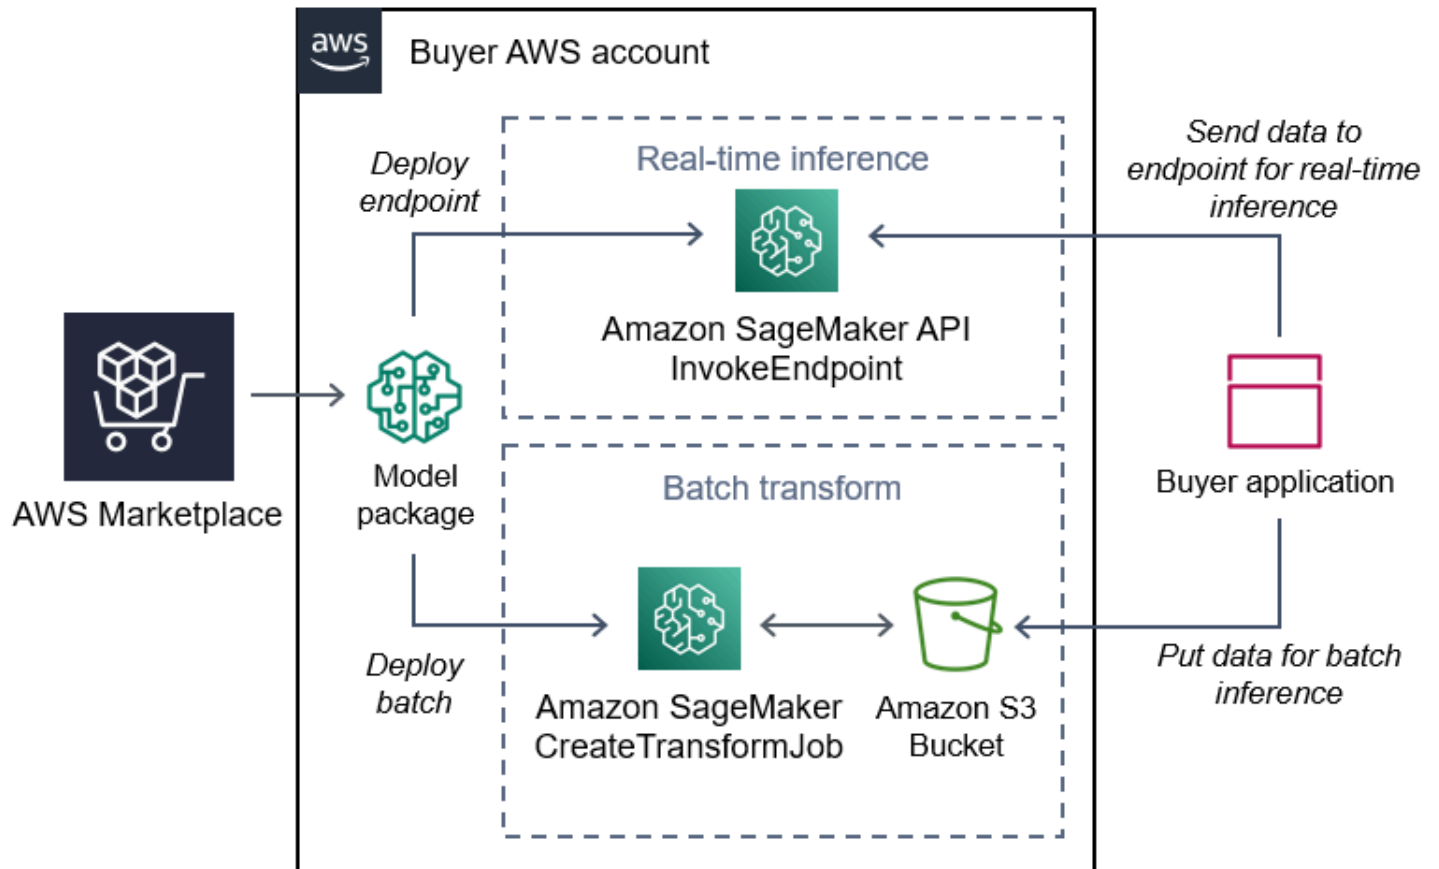 aws
Buyer AWS account
Deploy
endpoint
Real-time inference
Send data to
endpoint for real-time
inference
Amazon SageMaker API
InvokeEndpoint
AWS Marketplace
Model
package
Buyer application
Batch transform
Deploy
batch
Amazon SageMaker
CreateTransformJob
Amazon S3
Bucket
Put data for batch
inference